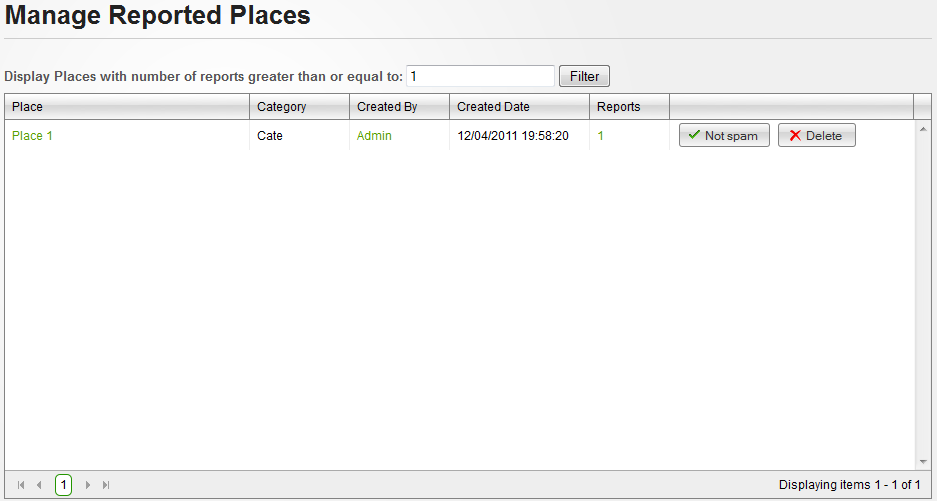 Manage Reported Places
Display Places with number of reports greater than or equal to: 1 Filter
Place Category Created By Created Date Reports
Place 1 Cate Admin 12/04/2011 19:58:20 1 Not spam Delete
1 Displaying items 1 - 1 of 1